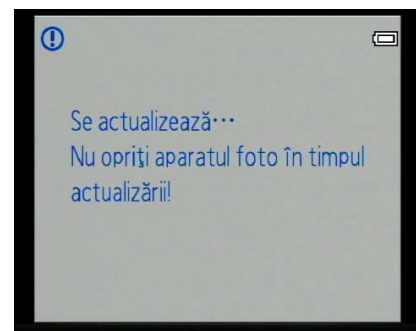 Se actualizează···
Nu opriţi aparatul foto în timpul
actualizării!